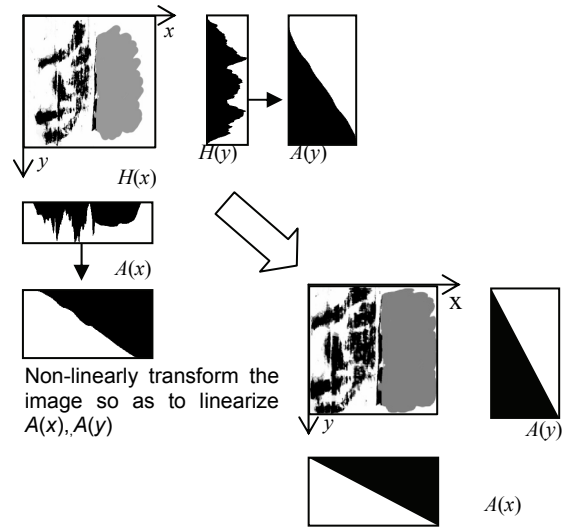 x
y
H(x)
H(y)
A(y)
A(x)
Non-linearly transform the
image so as to linearize
A(x),,A(y)
x
y
A(y)
A(x)